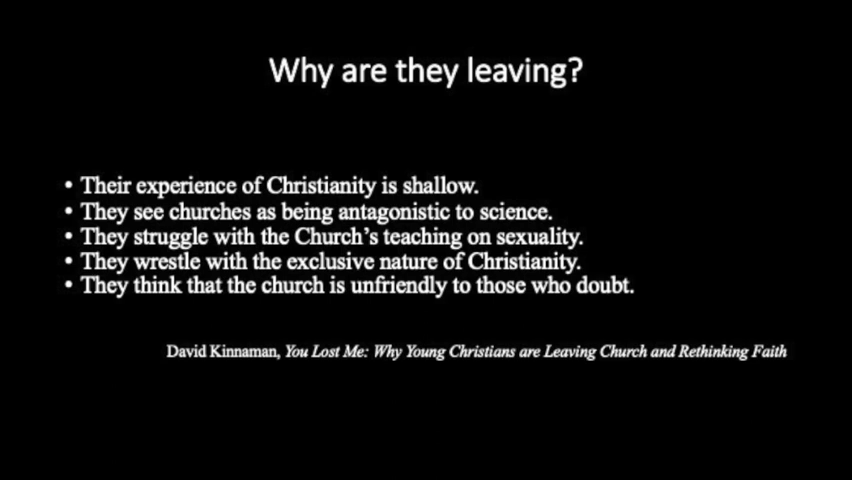 Why are they leaving?
• Their experience of Christianity is shallow.
• They see churches as being antagonistic to science.
• They struggle with the Church's teaching on sexuality.
• They wrestle with the exclusive nature of Christianity.
• They think that the church is unfriendly to those who doubt.
David Kinnaman, You Lost Me: Why Young Christians are Leaving Church and Rethinking Faith